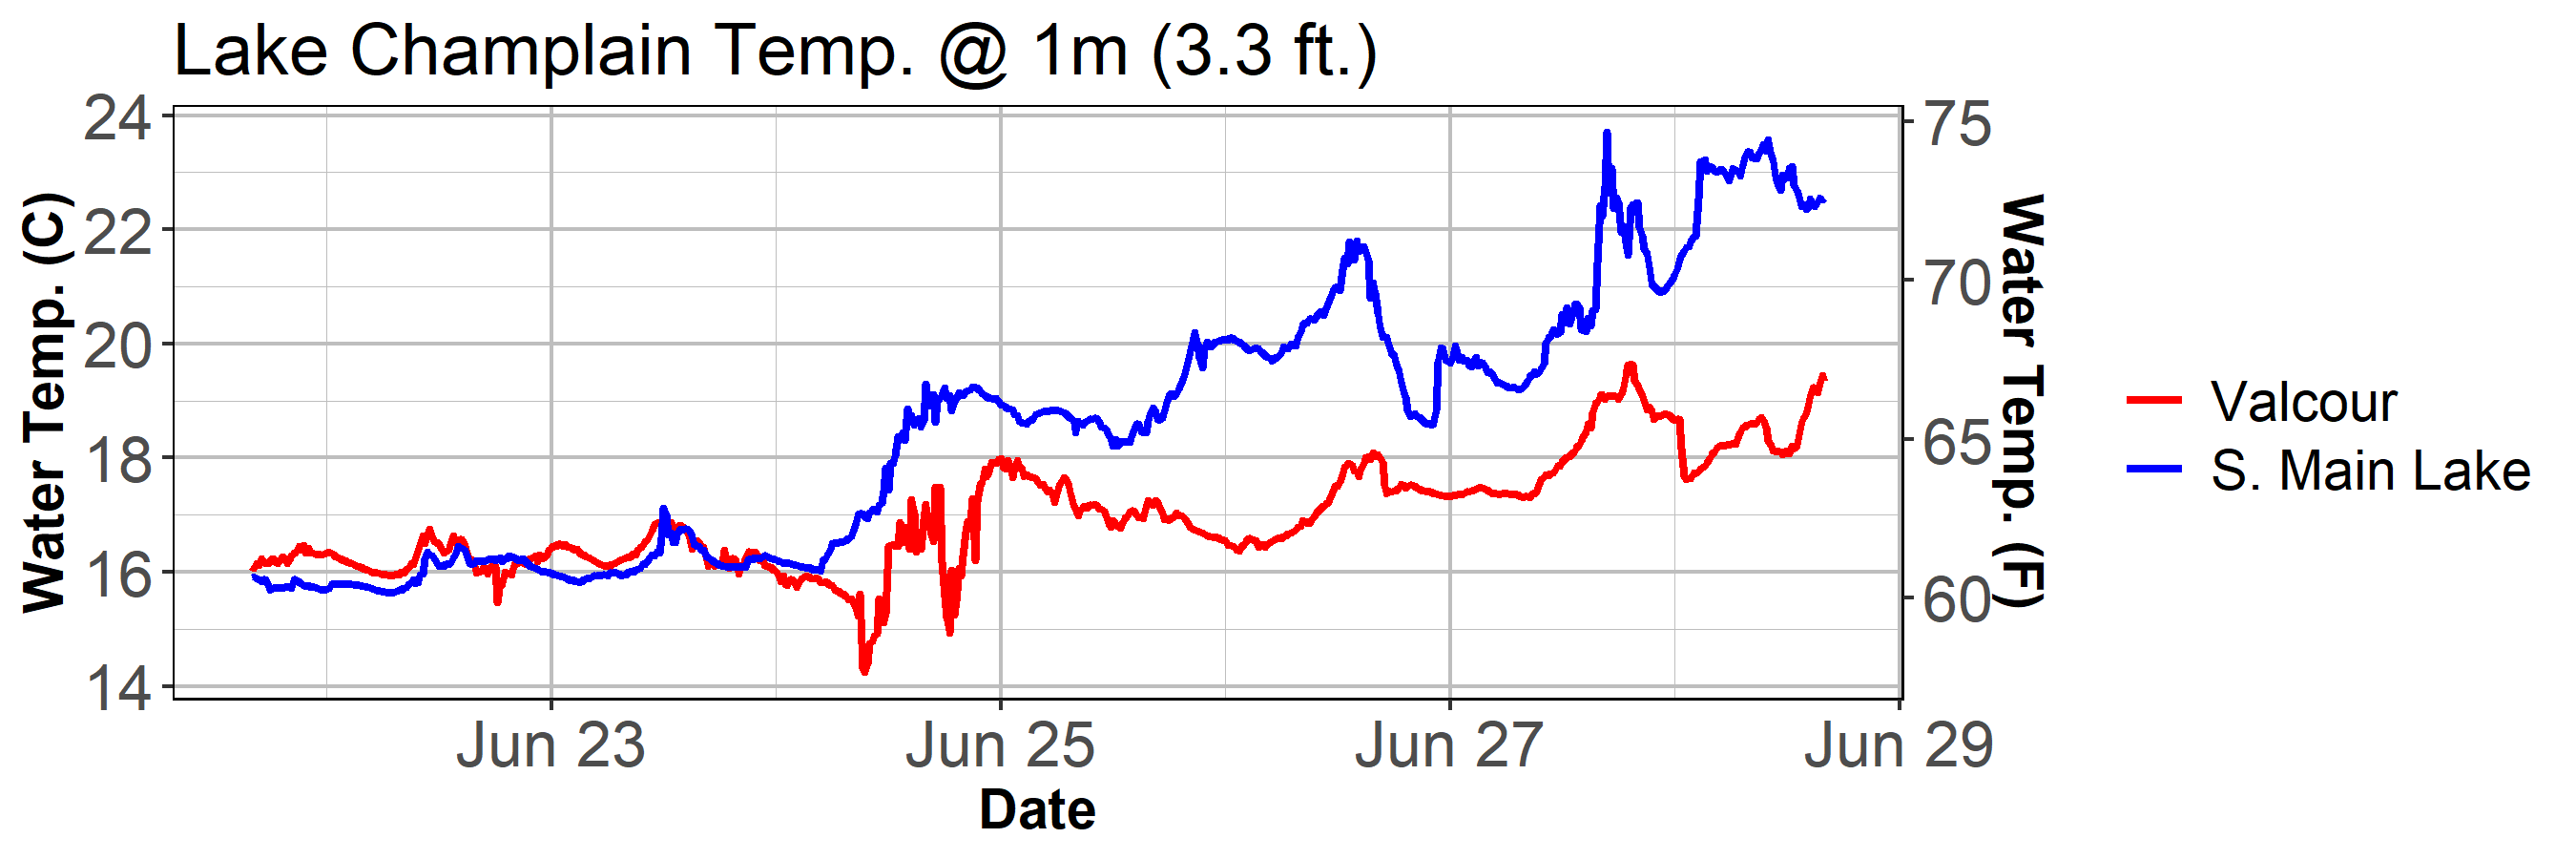 Lake Champlain Temp. @ 1m (3.3 ft.)
Water Temp. (C)
24
22
20
18
16
14
75
70
65
60
Water Temp. (F)
Jun 23
Jun 25
Jun 27
Jun 29
Date
Valcour
S. Main Lake